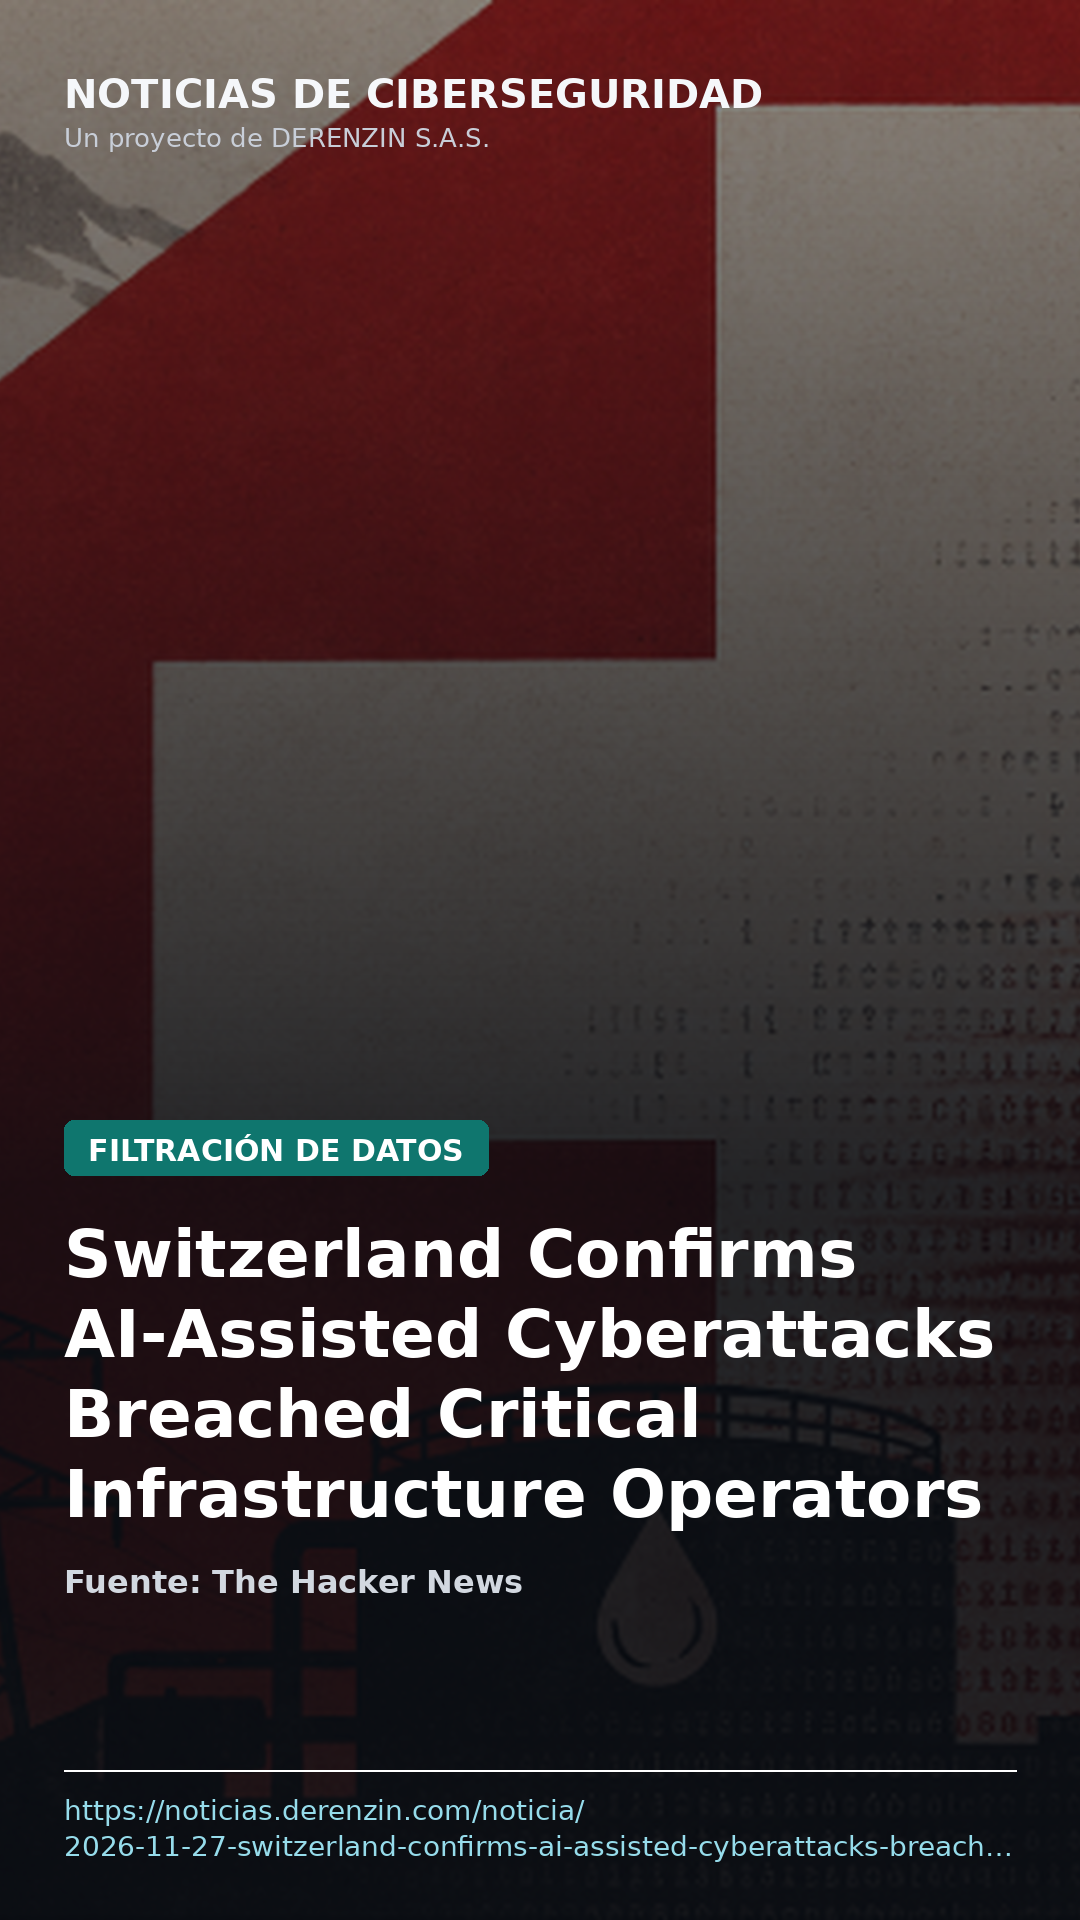 NOTICIAS DE CIBERSEGURIDAD
Un proyecto de DERENZIN S.A.S.
FILTRACIÓN DE DATOS
Switzerland Confirms
AI-Assisted Cyberattacks
Breached Critical
Infrastructure Operators
Fuente: The Hacker News
https://noticias.derenzin.com/noticia/
2026-11-27-switzerland-confirms-ai-assisted-cyberattacks-breach...